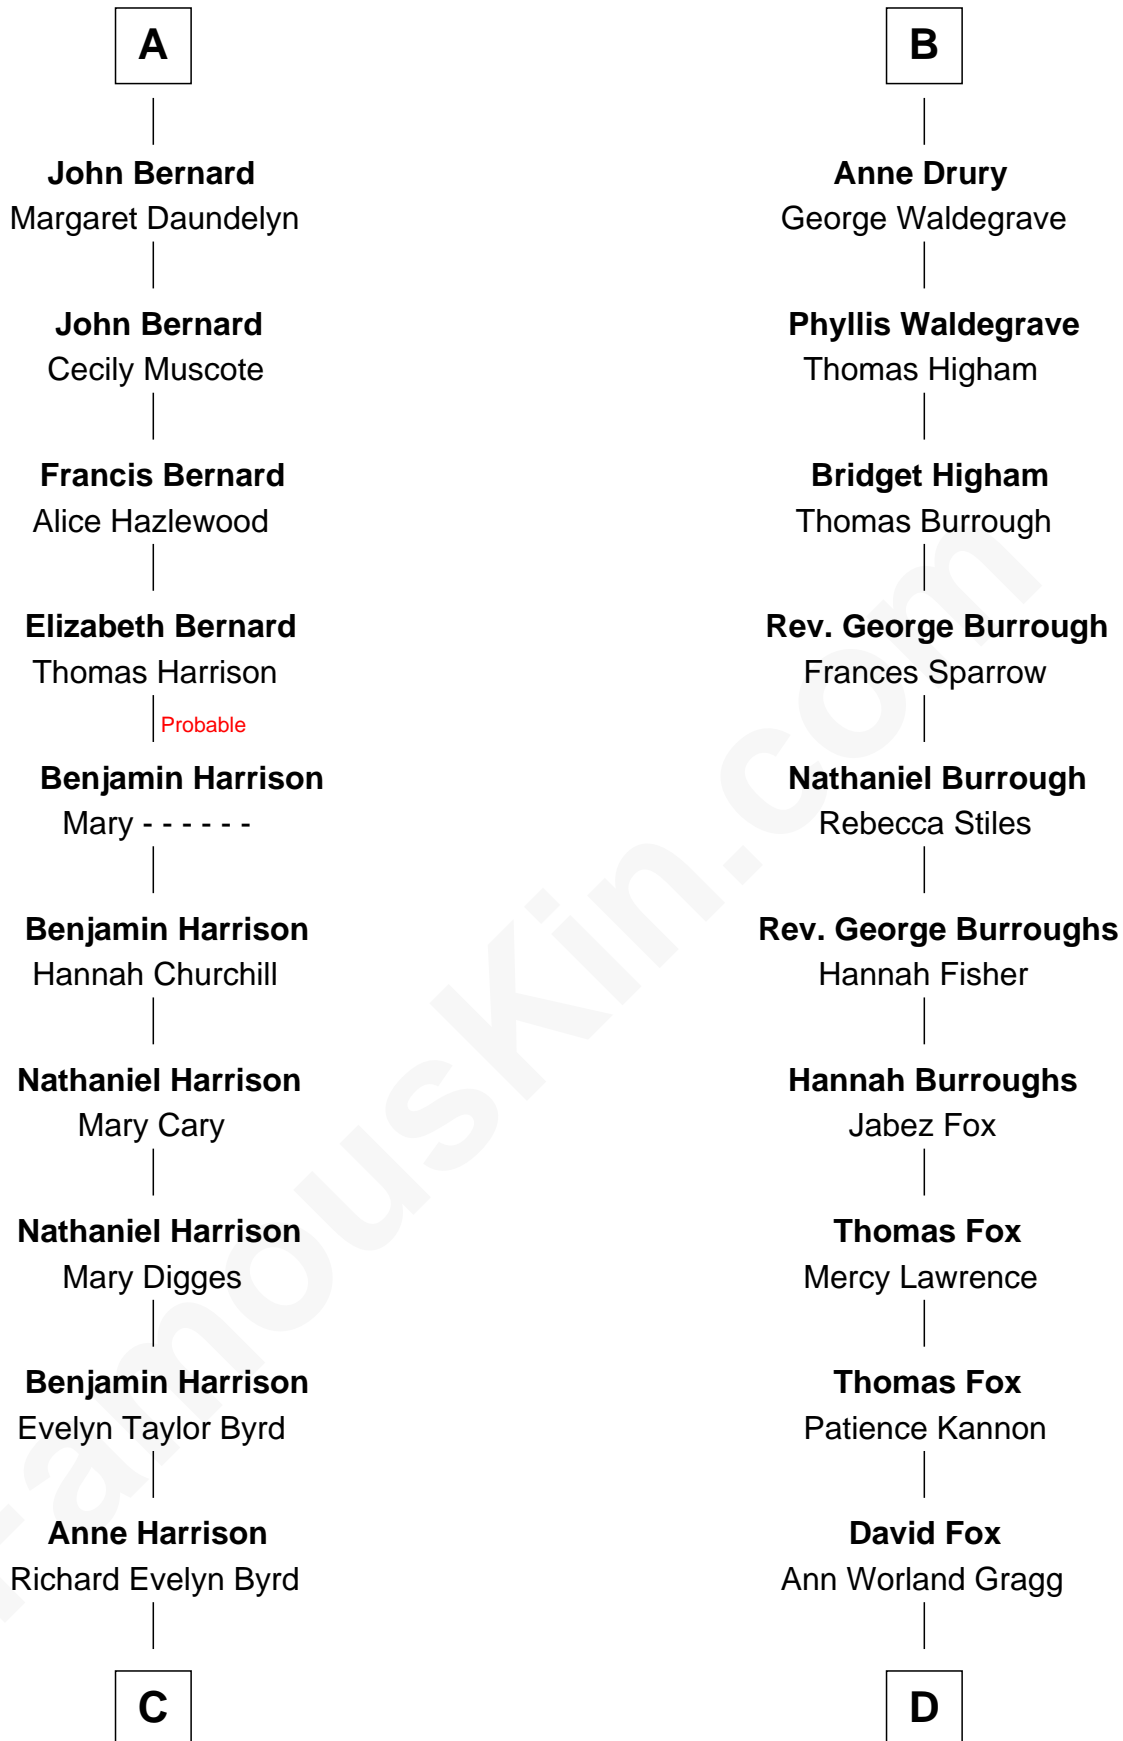 A
John Bernard
Margaret Daundelyn
John Bernard
Cecily Muscote
Francis Bernard
Alice Hazlewood
Elizabeth Bernard
Thomas Harrison
Probable
Benjamin Harrison
Mary - - - - - -
Benjamin Harrison
Hannah Churchill
Nathaniel Harrison
Mary Cary
Nathaniel Harrison
Mary Digges
Benjamin Harrison
Evelyn Taylor Byrd
Anne Harrison
Richard Evelyn Byrd
C
B
Anne Drury
George Waldegrave
Phyllis Waldegrave
Thomas Higham
Bridget Higham
Thomas Burrough
Rev. George Burrough
Frances Sparrow
Nathaniel Burrough
Rebecca Stiles
Rev. George Burroughs
Hannah Fisher
Hannah Burroughs
Jabez Fox
Thomas Fox
Mercy Lawrence
Thomas Fox
Patience Kannon
David Fox
Ann Worland Gragg
D
FamousKin.com